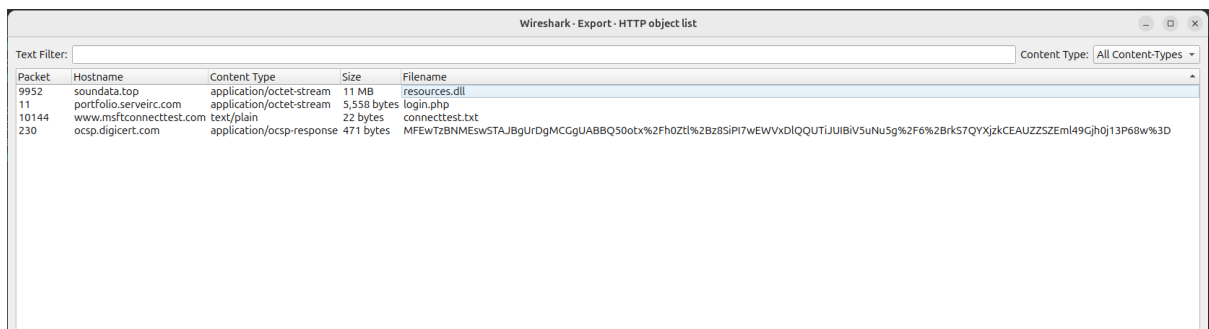 Wireshark · Export · HTTP object list
Text Filter: Content Type: All Content-Types
Packet Hostname Content Type Size Filename
9952 soundata.top application/octet-stream 11 MB resources.dll
11 portfolio.serveirc.com application/octet-stream 5,558 bytes login.php
10144 www.msftconnecttest.com text/plain 22 bytes connecttest.txt
230 ocsp.digicert.com application/ocsp-response 471 bytes MFEwTzBNMEswSTAJBgUrDgMCGgUABBQ50otx%2Fh0Ztl%2Bz8SiPI7wEWVxDlQQUTiJUIBiV5uNu5g%2F6%2BrkS7QYXjzkCEAUZZSZEml49Gjh0j13P68w%3D